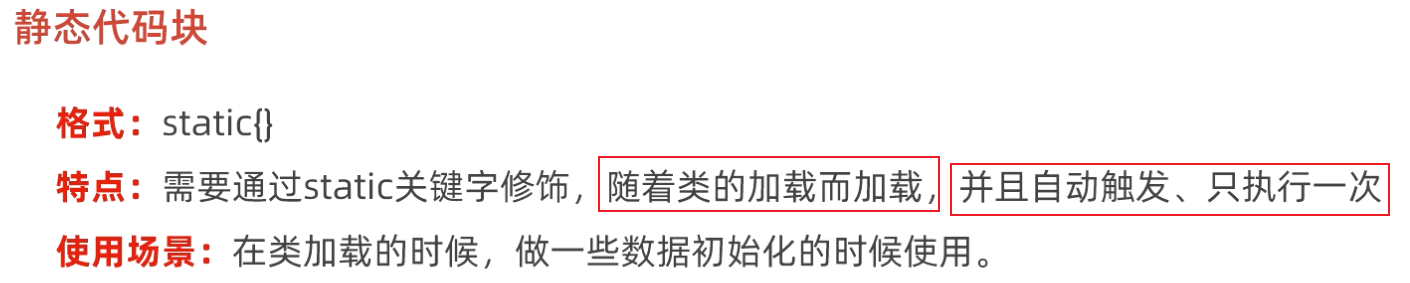 静态代码块
格式：static{}
特点：需要通过static关键字修饰，随着类的加载而加载，并且自动触发、只执行一次
使用场景：在类加载的时候，做一些数据初始化的时候使用。